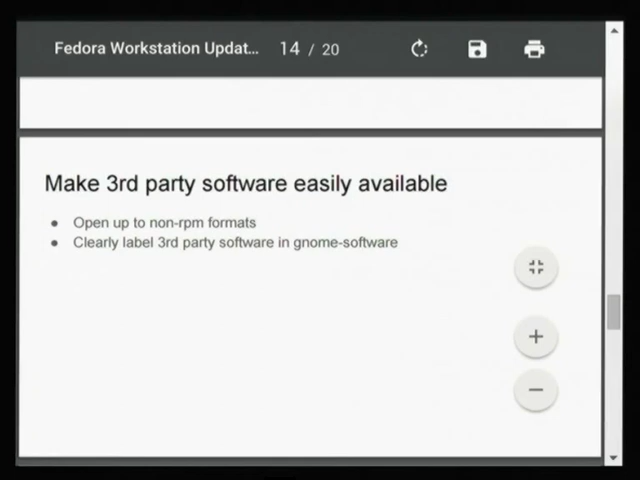 Fedora Workstation Updat... 14 / 20
Make 3rd party software easily available
● Open up to non-rpm formats
● Clearly label 3rd party software in gnome-software